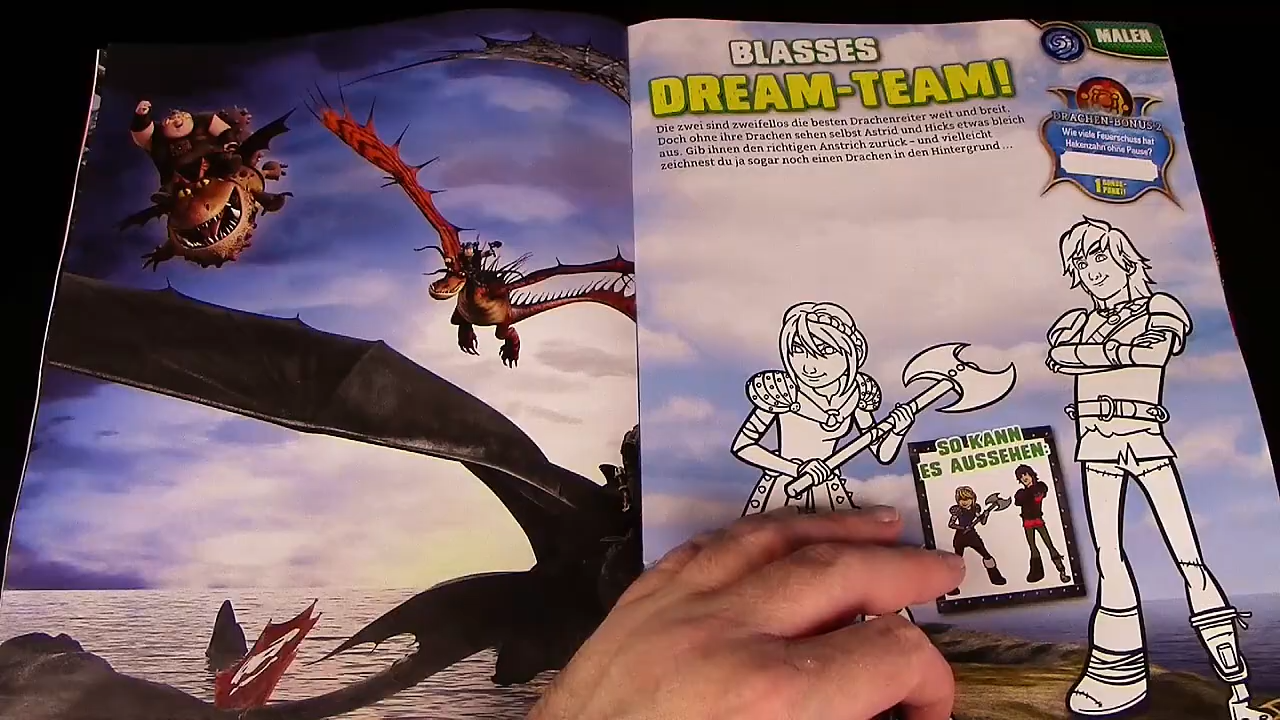 BLASSES
DREAM-TEAM!
Die zwei sind zweifellos die besten Drachenreiter weit und breit.
Doch ohne ihre Drachen sehen selbst Astrid und Hicks etwas bleich
aus. Gib ihnen den richtigen Anstrich zurück – und vielleicht
zeichnest du ja sogar noch einen Drachen in den Hintergrund ...
MALEN
DRACHEN-BONUS 2
Wie viele Feuerschuss hat
Hakenzahn ohne Pause?
1 BONUS-
PUNKT!
SO KANN
ES AUSSEHEN: